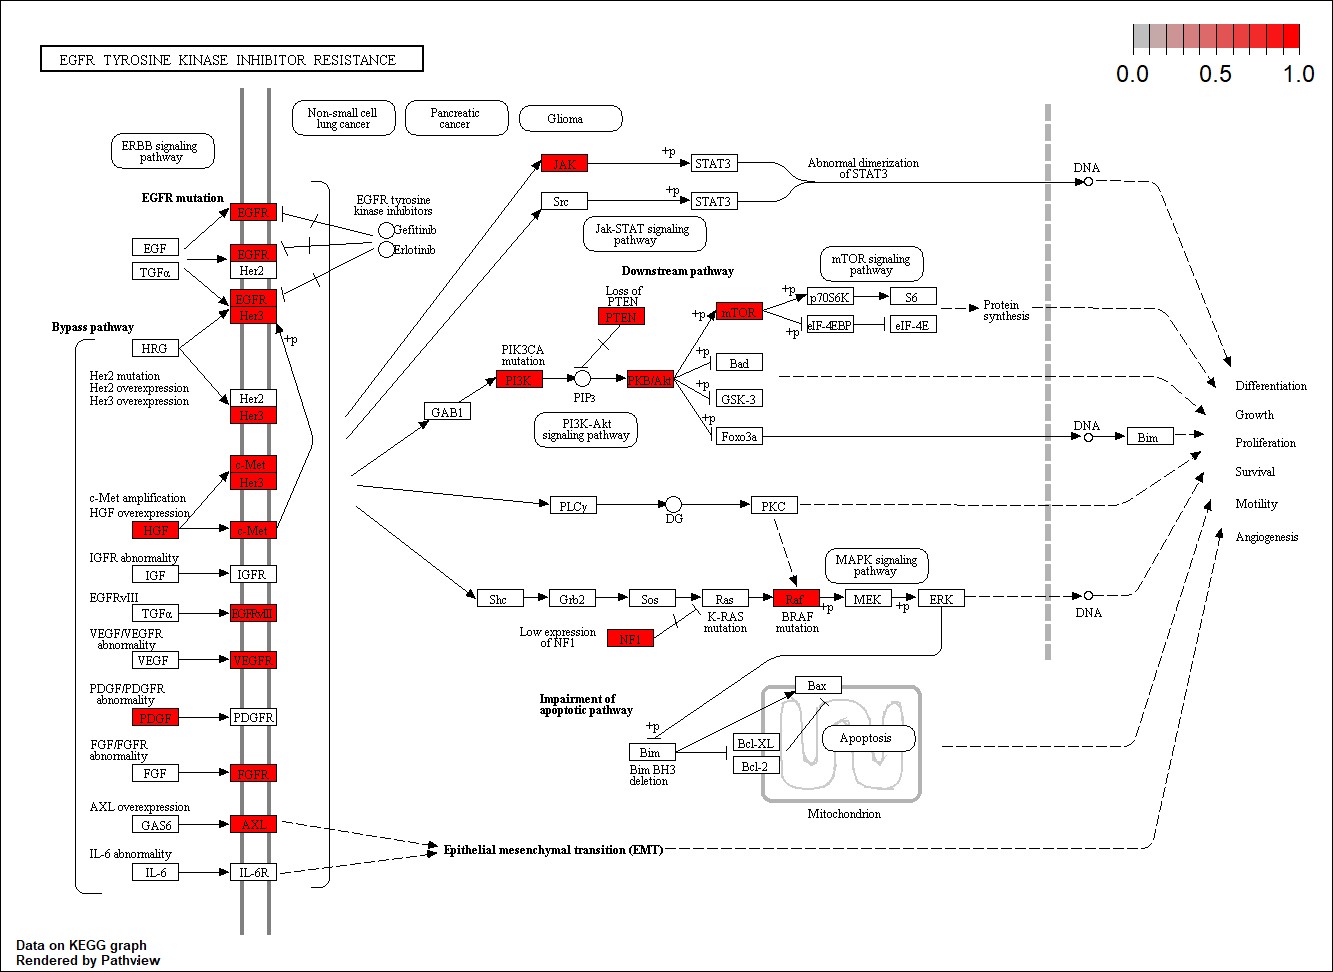 EGFR TYROSINE KINASE INHIBITOR RESISTANCE
0.0
0.5
1.0
Non-small cell
lung cancer
Pancreatic
cancer
Glioma
ERBB signaling
pathway
EGFR mutation
EGFR
EGFR tyrosine
kinase inhibitors
Gefitinib
Erlotinib
EGF
TGFα
EGFR
Her2
EGFR
Her3
+p
Bypass pathway
HRG
Her2 mutation
Her2 overexpression
Her3 overexpression
Her2
Her3
c-Met
Her3
c-Met amplification
HGF overexpression
HGF
c-Met
IGFR abnormality
IGF
IGFR
EGFRvIII
TGFα
EGFRvIII
VEGF/VEGFR
abnormality
VEGF
VEGFR
PDGF/PDGFR
abnormality
PDGF
PDGFR
FGF/FGFR
abnormality
FGF
FGFR
AXL overexpression
GAS6
AXL
IL-6 abnormality
IL-6
IL-6R
JAK
+p
STAT3
Src
+p
STAT3
Abnormal dimerization
of STAT3
DNA
Jak-STAT signaling
pathway
Downstream pathway
mTOR signaling
pathway
Loss of
PTEN
PTEN
+p
mTOR
+p
p70S6K
S6
+p
eIF-4EBP
eIF-4E
Protein
synthesis
PIK3CA
mutation
PI3K
PIP3
PKB/Akt
+p
Bad
+p
GSK-3
+p
Foxo3a
GAB1
PI3K-Akt
signaling pathway
DNA
Bim
Differentiation
Growth
Proliferation
Survival
Motility
Angiogenesis
PLCγ
DG
PKC
MAPK signaling
pathway
Shc
Grb2
Sos
Ras
Raf
+p
MEK
+p
ERK
DNA
K-RAS
mutation
BRAF
mutation
Low expression
of NF1
NF1
Impairment of
apoptotic pathway
+p
Bim
Bim BH3
deletion
Bax
Bcl-XL
Bcl-2
Apoptosis
Mitochondrion
Epithelial mesenchymal transition (EMT)
Data on KEGG graph
Rendered by Pathview